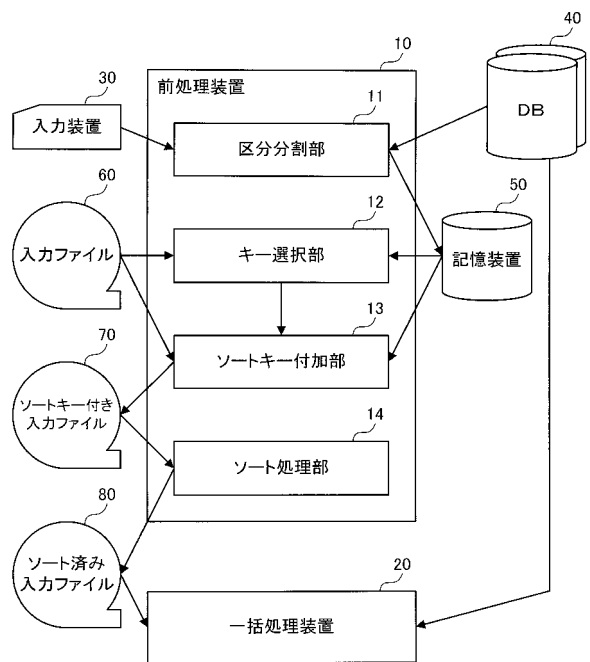 40
10
前処理装置
30
入力装置
11
区分分割部
DB
60
入力ファイル
12
キー選択部
50
記憶装置
13
ソートキー付加部
70
ソートキー付き
入力ファイル
14
ソート処理部
80
ソート済み
入力ファイル
20
一括処理装置